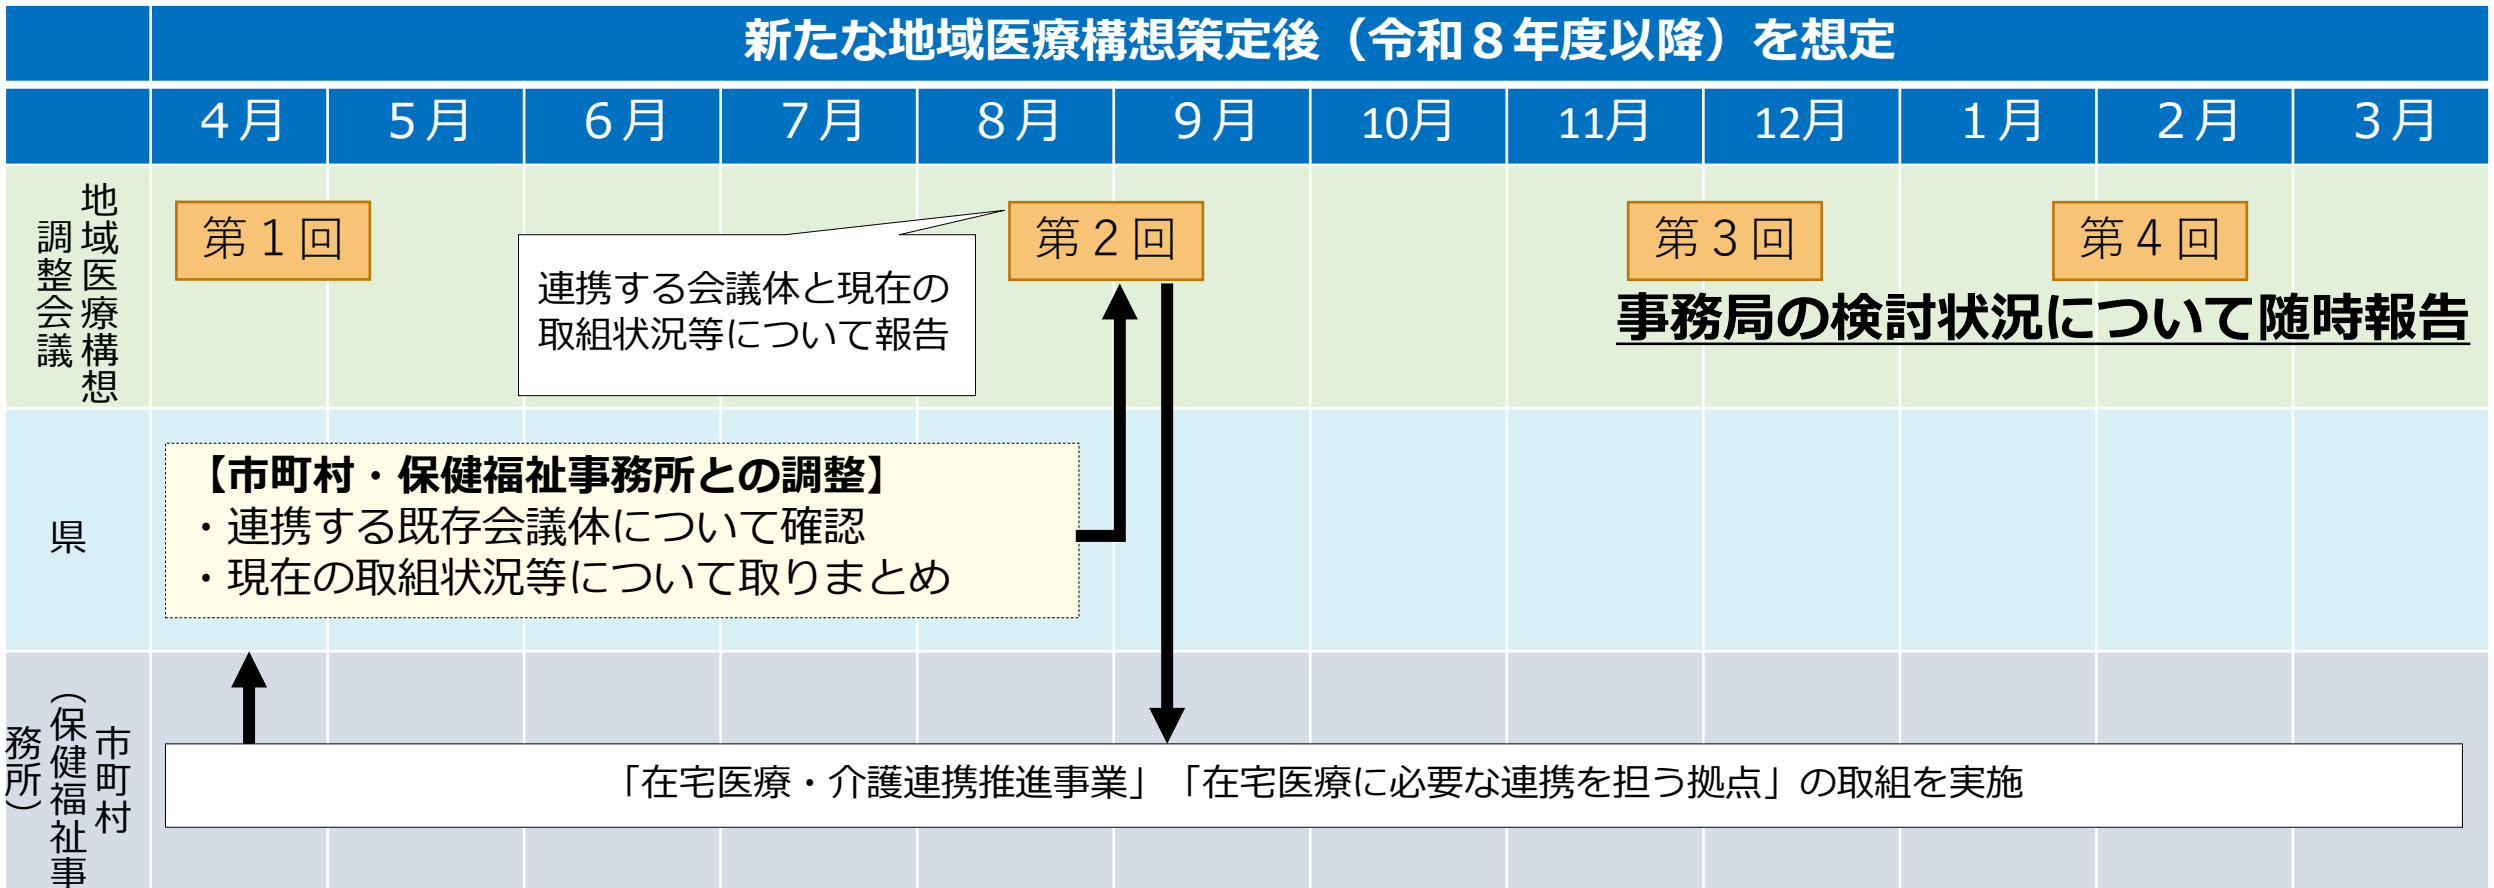 新たな地域医療構想策定後（令和８年度以降）を想定
４月 ５月 ６月 ７月 ８月 ９月 10月 11月 12月 １月 ２月 ３月
地域医療構想
調整会議
第１回
第２回
第３回
第４回
連携する会議体と現在の
取組状況等について報告
事務局の検討状況について随時報告
県
【市町村・保健福祉事務所との調整】
・連携する既存会議体について確認
・現在の取組状況等について取りまとめ
市町村
（保健福祉事
務所）
「在宅医療・介護連携推進事業」「在宅医療に必要な連携を担う拠点」の取組を実施